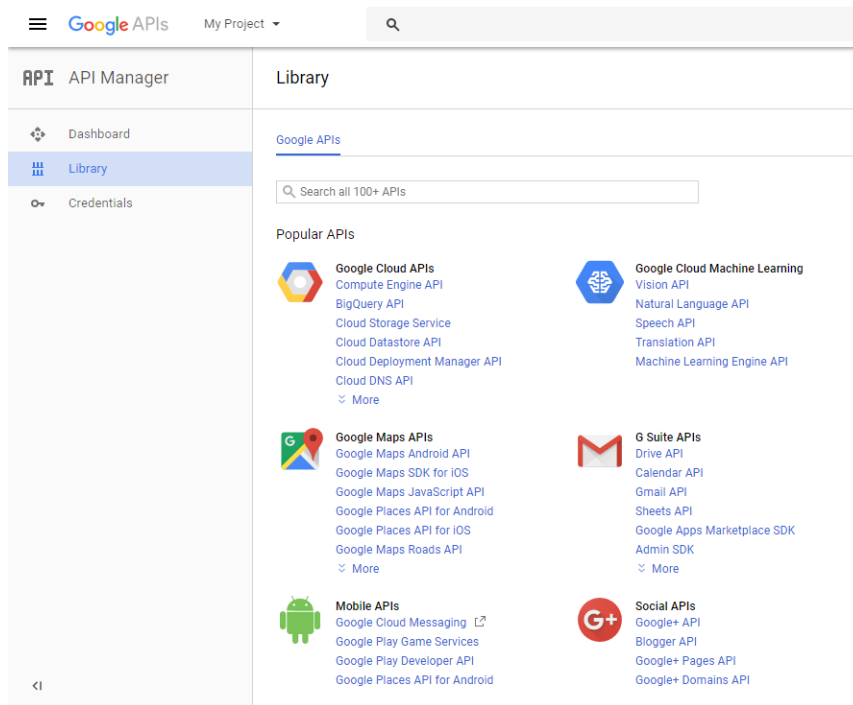 Google APIs My Project
API API Manager
Library
Dashboard
Library
Credentials
Google APIs
Search all 100+ APIs
Popular APIs
Google Cloud APIs
Compute Engine API
BigQuery API
Cloud Storage Service
Cloud Datastore API
Cloud Deployment Manager API
Cloud DNS API
More
Google Cloud Machine Learning
Vision API
Natural Language API
Speech API
Translation API
Machine Learning Engine API
G
Google Maps APIs
Google Maps Android API
Google Maps SDK for iOS
Google Maps JavaScript API
Google Places API for Android
Google Places API for iOS
Google Maps Roads API
More
G Suite APIs
Drive API
Calendar API
Gmail API
Sheets API
Google Apps Marketplace SDK
Admin SDK
More
Mobile APIs
Google Cloud Messaging
Google Play Game Services
Google Play Developer API
Google Places API for Android
G+
Social APIs
Google+ API
Blogger API
Google+ Pages API
Google+ Domains API